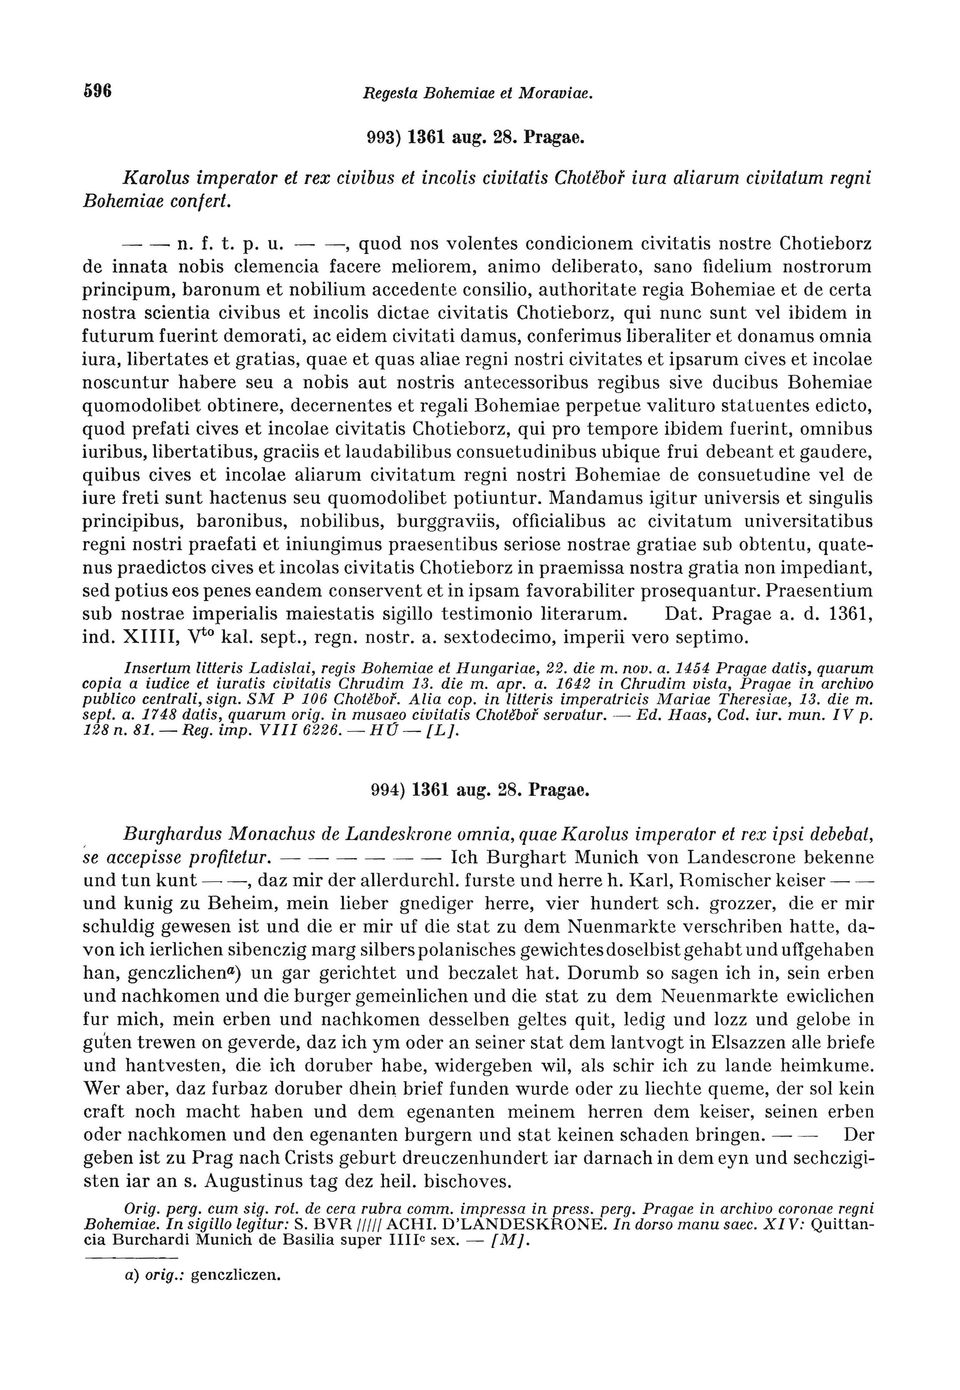 596 Regesta Bohemiae et Moraviae.
993) 1361 aug. 28. Pragae.
Karolus imperator et rex civibus et incolis civitatis Chotěboř iura aliarum civitatum regni
Bohemiae confert.
— — n. f. t. p. u. — —, quod nos volentes condicionem civitatis nostre Chotieborz
de innata nobis clemencia facere meliorem, animo deliberato, sano fidelium nostrorum
principum, baronum et nobilium accedente consilio, authoritate regia Bohemiae et de certa
nostra scientia civibus et incolis dictae civitatis Chotieborz, qui nunc sunt vel ibidem in
futurum fuerint demorati, ac eidem civitati damus, conferimus liberaliter et donamus omnia
iura, libertates et gratias, quae et quas aliae regni nostri civitates et ipsarum cives et incolae
noscuntur habere seu a nobis aut nostris antecessoribus regibus sive ducibus Bohemiae
quomodolibet obtinere, decernentes et regali Bohemiae perpetue valituro statuentes edicto,
quod prefati cives et incolae civitatis Chotieborz, qui pro tempore ibidem fuerint, omnibus
iuribus, libertatibus, graciis et laudabilibus consuetudinibus ubique frui debeant et gaudere,
quibus cives et incolae aliarum civitatum regni nostri Bohemiae de consuetudine vel de
iure freti sunt hactenus seu quomodolibet potiuntur. Mandamus igitur universis et singulis
principibus, baronibus, nobilibus, burggraviis, officialibus ac civitatum universitatibus
regni nostri praefati et iniungimus praesentibus seriose nostrae gratiae sub obtentu, quate-
nus praedictos cives et incolas civitatis Chotieborz in praemissa nostra gratia non impediant,
sed potius eos penes eandem conservent et in ipsam favorabiliter prosequantur. Praesentium
sub nostrae imperialis maiestatis sigillo testimonio literarum. Dat. Pragae a. d. 1361,
ind. XIIII, Vto kal. sept., regn. nostr. a. sextodecimo, imperii vero septimo.
Insertum litteris Ladislai, regis Bohemiae et Hungariae, 22. die m. nov. a. 1454 Pragae datis, quarum
copia a iudice et iuratis civitatis Chrudim 13. die m. apr. a. 1642 in Chrudim vista, Pragae in archivo
publico centrali, sign. SM P 106 Chotěboř. Alia cop. in litteris imperatricis Mariae Theresiae, 13. die m.
sept. a. 1748 datis, quarum orig. in musaeo civitatis Chotěboř servatur. — Ed. Haas, Cod. iur. mun. IV p.
128 n. 81. — Reg. imp. VIII 6226. — HÚ — [L].
994) 1361 aug. 28. Pragae.
Burghardus Monachus de Landeskrone omnia, quae Karolus imperator et rex ipsi debebat,
se accepisse profitetur. — — — — — — Ich Burghart Munich von Landescrone bekenne
und tun kunt — —, daz mir der allerdurchl. furste und herre h. Karl, Romischer keiser — —
und kunig zu Beheim, mein lieber gnediger herre, vier hundert sch. grozzer, die er mir
schuldig gewesen ist und die er mir uf die stat zu dem Nuenmarkte verschriben hatte, da-
von ich ierlichen sibenczig marg silbers polanisches gewichtes doselbist gehabt und uffgehaben
han, genczlichena) un gar gerichtet und beczalet hat. Dorumb so sagen ich in, sein erben
und nachkomen und die burger gemeinlichen und die stat zu dem Neuenmarkte ewiclichen
fur mich, mein erben und nachkomen desselben geltes quit, ledig und lozz und gelobe in
guten trewen on geverde, daz ich ym oder an seiner stat dem lantvogt in Elsazzen alle briefe
und hantvesten, die ich doruber habe, widergeben wil, als schir ich zu lande heimkume.
Wer aber, daz furbaz doruber dhein brief funden wurde oder zu liechte queme, der sol kein
craft noch macht haben und dem egenanten meinem herren dem keiser, seinen erben
oder nachkomen und den egenanten burgern und stat keinen schaden bringen. — — Der
geben ist zu Prag nach Crists geburt dreuczenhundert iar darnach in dem eyn und sechczigi-
sten iar an s. Augustinus tag dez heil. bischoves.
Orig. perg. cum sig. rot. de cera rubra comm. impressa in press. perg. Pragae in archivo coronae regni
Bohemiae. In sigillo legitur: S. BVR ///// ACHI. D'LANDESKRONE. In dorso manu saec. XIV: Quittan-
cia Burchardi Munich de Basilia super IIIIc sex. — [M].
a) orig.: genczliczen.